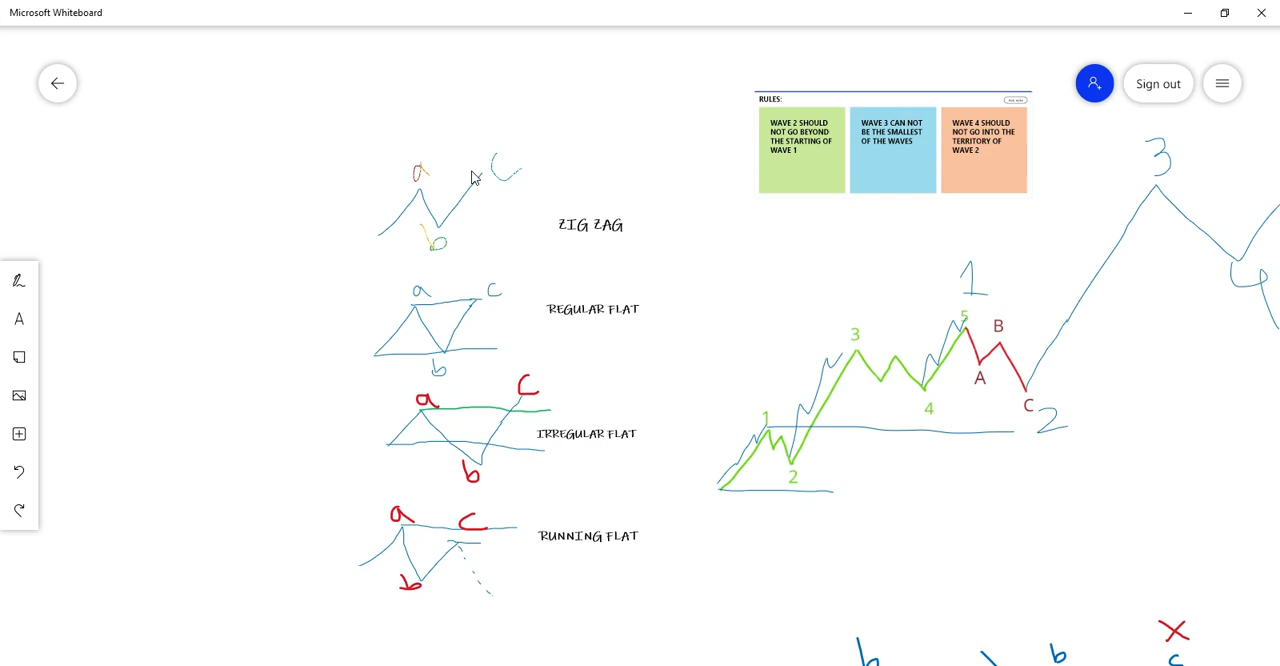 Microsoft Whiteboard
Sign out
RULES:
WAVE 2 SHOULD
NOT GO BEYOND
THE STARTING OF
WAVE 1
WAVE 3 CAN NOT
BE THE SMALLEST
OF THE WAVES
WAVE 4 SHOULD
NOT GO INTO THE
TERRITORY OF
WAVE 2
a
C
b
ZIG ZAG
a
c
b
REGULAR FLAT
a
C
b
IRREGULAR FLAT
a
C
b
RUNNING FLAT
A
1
2
3
4
5
A
B
C
1
2
3
4
b
b
X
c